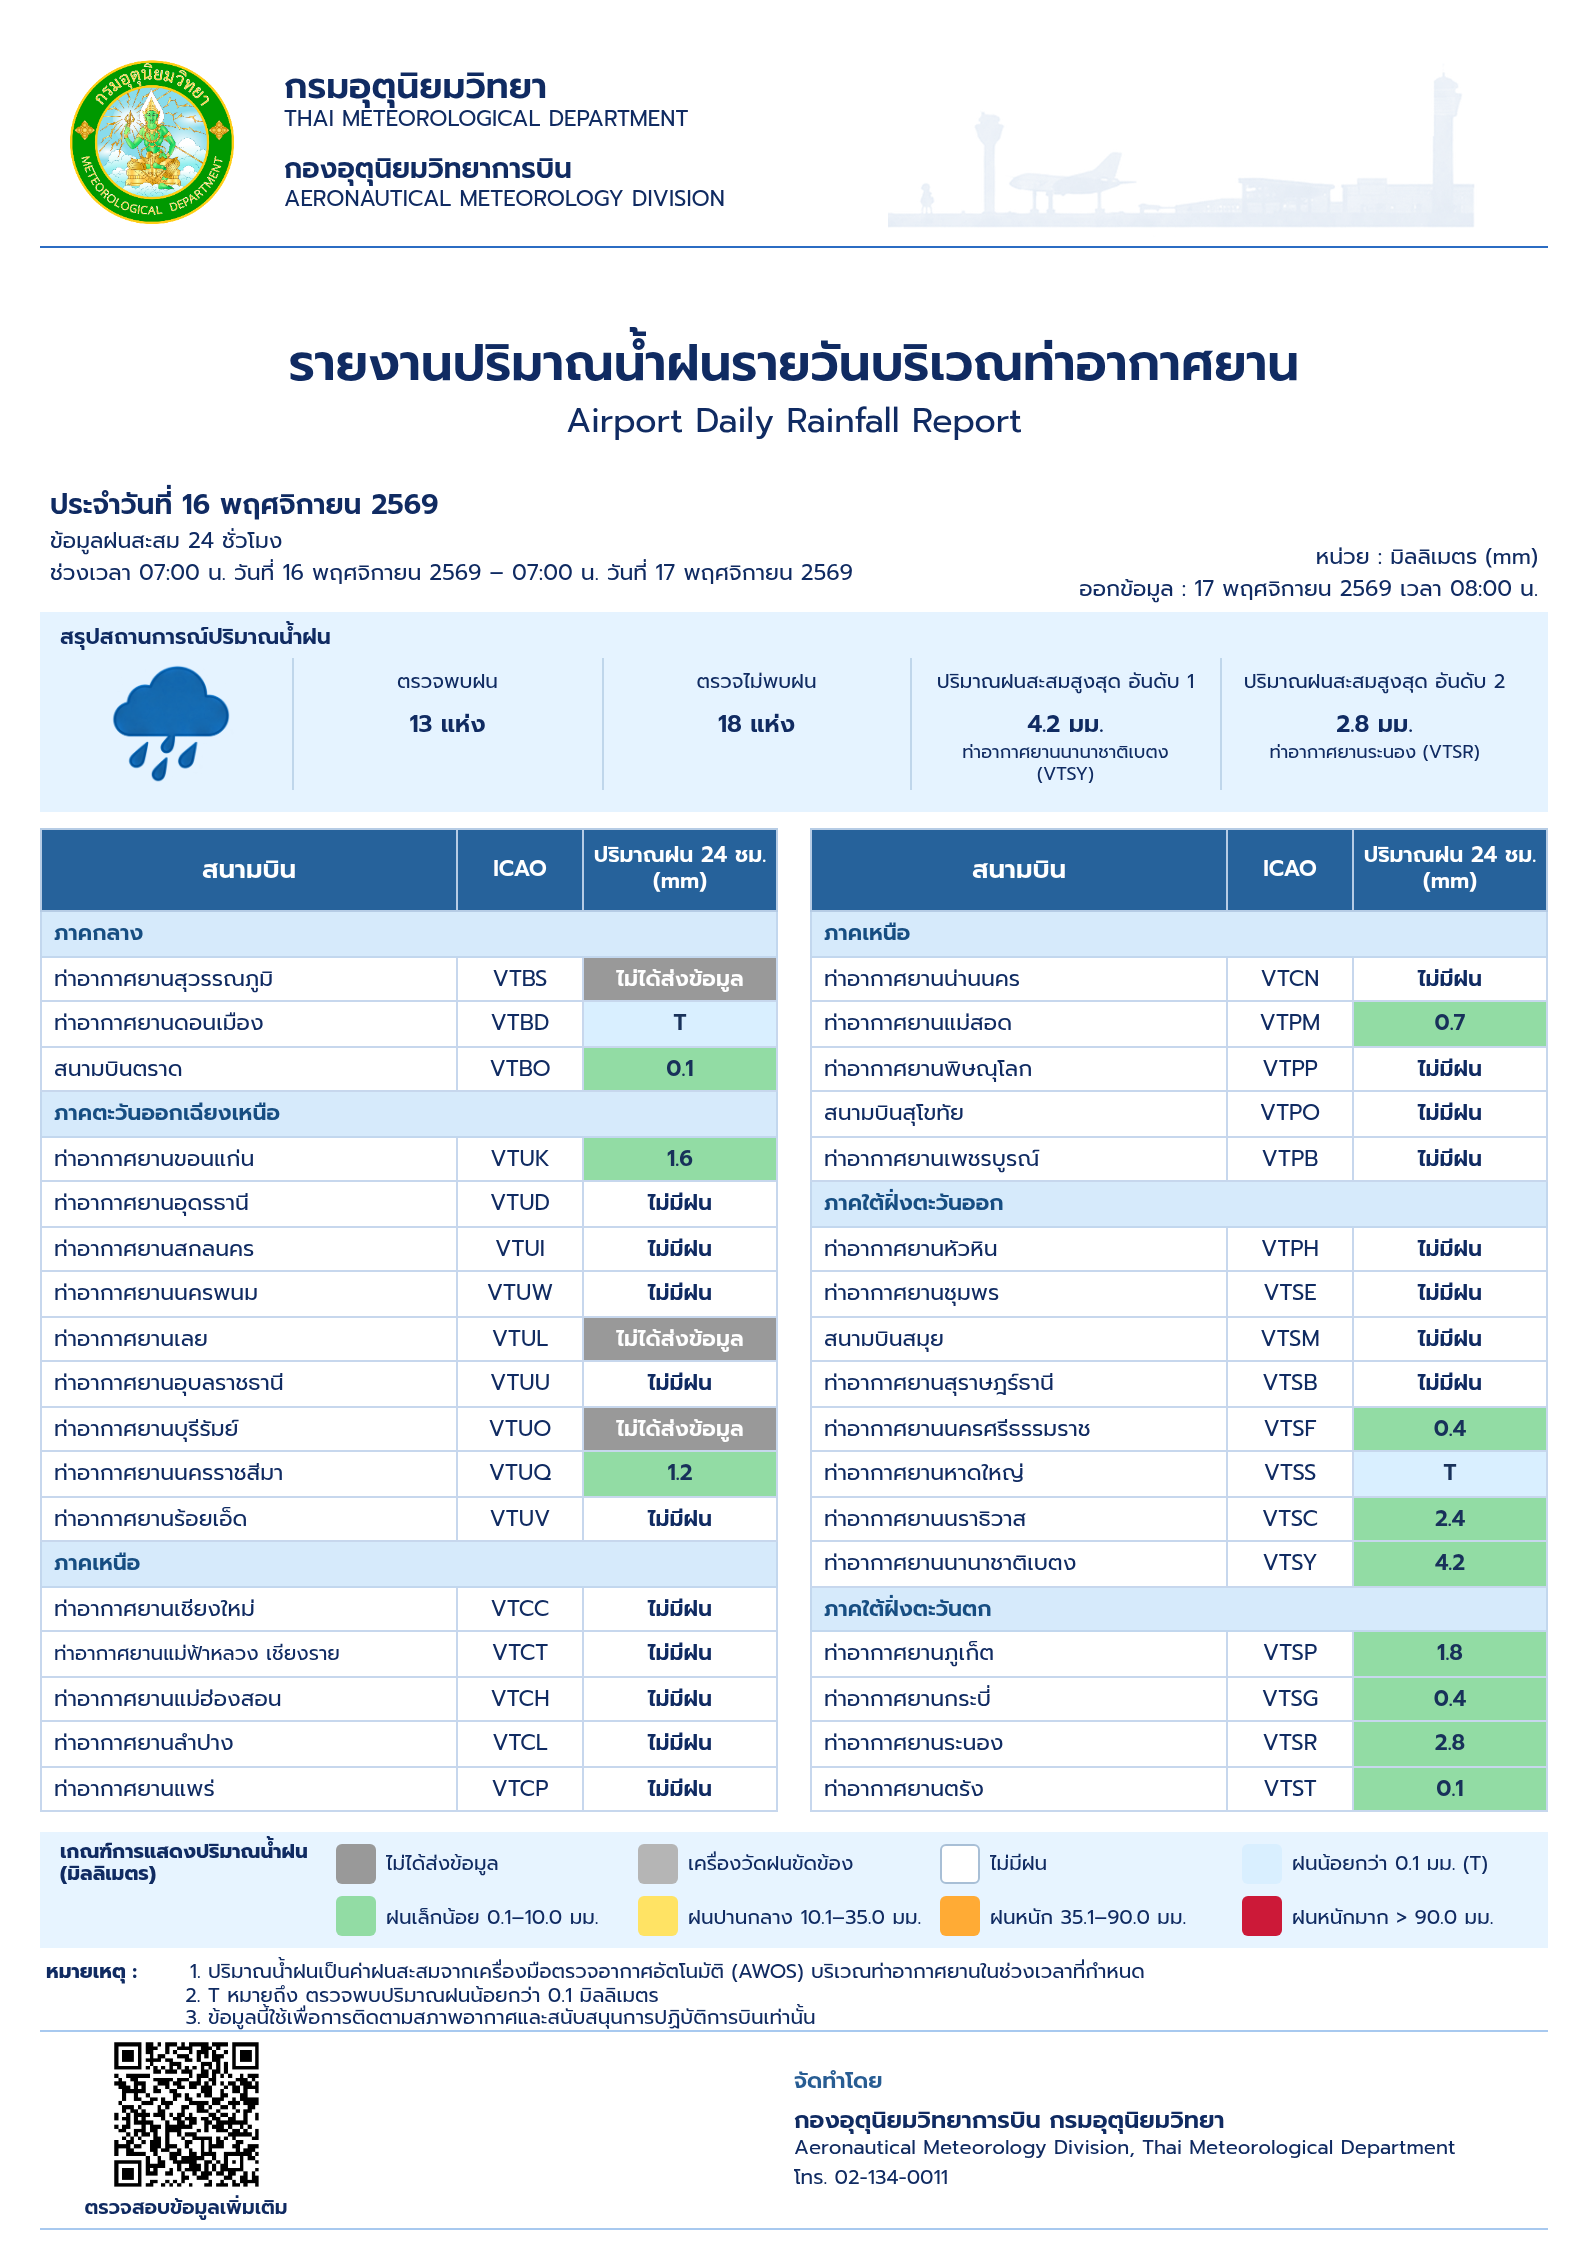 กรมอุตุนิยมวิทยา
METEOROLOGICAL DEPARTMENT
กรมอุตุนิยมวิทยา
THAI METEOROLOGICAL DEPARTMENT
กองอุตุนิยมวิทยาการบิน
AERONAUTICAL METEOROLOGY DIVISION
รายงานปริมาณน้ำฝนรายวันบริเวณท่าอากาศยาน
Airport Daily Rainfall Report
ประจำวันที่ 16 พฤศจิกายน 2569
ข้อมูลฝนสะสม 24 ชั่วโมง
ช่วงเวลา 07:00 น. วันที่ 16 พฤศจิกายน 2569 – 07:00 น. วันที่ 17 พฤศจิกายน 2569
หน่วย : มิลลิเมตร (mm)
ออกข้อมูล : 17 พฤศจิกายน 2569 เวลา 08:00 น.
สรุปสถานการณ์ปริมาณน้ำฝน
ตรวจพบฝน
13 แห่ง
ตรวจไม่พบฝน
18 แห่ง
ปริมาณฝนสะสมสูงสุด อันดับ 1
4.2 มม.
ท่าอากาศยานนานาชาติเบตง
(VTSY)
ปริมาณฝนสะสมสูงสุด อันดับ 2
2.8 มม.
ท่าอากาศยานระนอง (VTSR)
สนามบิน ICAO ปริมาณฝน 24 ชม. (mm)
ภาคกลาง
ท่าอากาศยานสุวรรณภูมิ VTBS ไม่ได้ส่งข้อมูล
ท่าอากาศยานดอนเมือง VTBD T
สนามบินตราด VTBO 0.1
ภาคตะวันออกเฉียงเหนือ
ท่าอากาศยานขอนแก่น VTUK 1.6
ท่าอากาศยานอุดรธานี VTUD ไม่มีฝน
ท่าอากาศยานสกลนคร VTUI ไม่มีฝน
ท่าอากาศยานนครพนม VTUW ไม่มีฝน
ท่าอากาศยานเลย VTUL ไม่ได้ส่งข้อมูล
ท่าอากาศยานอุบลราชธานี VTUU ไม่มีฝน
ท่าอากาศยานบุรีรัมย์ VTUO ไม่ได้ส่งข้อมูล
ท่าอากาศยานนครราชสีมา VTUQ 1.2
ท่าอากาศยานร้อยเอ็ด VTUV ไม่มีฝน
ภาคเหนือ
ท่าอากาศยานเชียงใหม่ VTCC ไม่มีฝน
ท่าอากาศยานแม่ฟ้าหลวง เชียงราย VTCT ไม่มีฝน
ท่าอากาศยานแม่ฮ่องสอน VTCH ไม่มีฝน
ท่าอากาศยานลำปาง VTCL ไม่มีฝน
ท่าอากาศยานแพร่ VTCP ไม่มีฝน
สนามบิน ICAO ปริมาณฝน 24 ชม. (mm)
ภาคเหนือ
ท่าอากาศยานน่านนคร VTCN ไม่มีฝน
ท่าอากาศยานแม่สอด VTPM 0.7
ท่าอากาศยานพิษณุโลก VTPP ไม่มีฝน
สนามบินสุโขทัย VTPO ไม่มีฝน
ท่าอากาศยานเพชรบูรณ์ VTPB ไม่มีฝน
ภาคใต้ฝั่งตะวันออก
ท่าอากาศยานหัวหิน VTPH ไม่มีฝน
ท่าอากาศยานชุมพร VTSE ไม่มีฝน
สนามบินสมุย VTSM ไม่มีฝน
ท่าอากาศยานสุราษฎร์ธานี VTSB ไม่มีฝน
ท่าอากาศยานนครศรีธรรมราช VTSF 0.4
ท่าอากาศยานหาดใหญ่ VTSS T
ท่าอากาศยานนราธิวาส VTSC 2.4
ท่าอากาศยานนานาชาติเบตง VTSY 4.2
ภาคใต้ฝั่งตะวันตก
ท่าอากาศยานภูเก็ต VTSP 1.8
ท่าอากาศยานกระบี่ VTSG 0.4
ท่าอากาศยานระนอง VTSR 2.8
ท่าอากาศยานตรัง VTST 0.1
เกณฑ์การแสดงปริมาณน้ำฝน
(มิลลิเมตร)
ไม่ได้ส่งข้อมูล เครื่องวัดฝนขัดข้อง ไม่มีฝน ฝนน้อยกว่า 0.1 มม. (T)
ฝนเล็กน้อย 0.1–10.0 มม. ฝนปานกลาง 10.1–35.0 มม. ฝนหนัก 35.1–90.0 มม. ฝนหนักมาก > 90.0 มม.
หมายเหตุ : 1. ปริมาณน้ำฝนเป็นค่าฝนสะสมจากเครื่องมือตรวจอากาศอัตโนมัติ (AWOS) บริเวณท่าอากาศยานในช่วงเวลาที่กำหนด
2. T หมายถึง ตรวจพบปริมาณฝนน้อยกว่า 0.1 มิลลิเมตร
3. ข้อมูลนี้ใช้เพื่อการติดตามสภาพอากาศและสนับสนุนการปฏิบัติการบินเท่านั้น
ตรวจสอบข้อมูลเพิ่มเติม
จัดทำโดย
กองอุตุนิยมวิทยาการบิน กรมอุตุนิยมวิทยา
Aeronautical Meteorology Division, Thai Meteorological Department
โทร. 02-134-0011